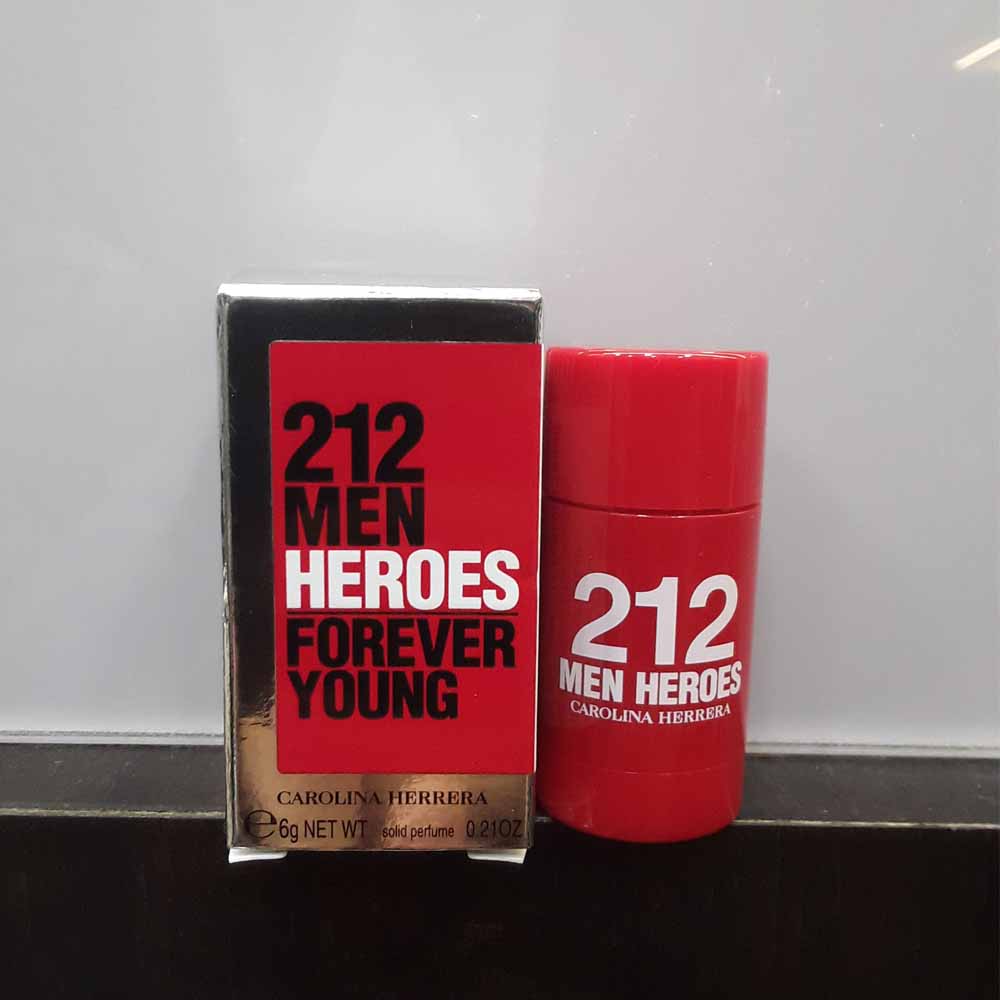 212
MEN
HEROES
FOREVER
YOUNG
CAROLINA HERRERA
℮6g NET WT solid perfume 0.21OZ
212
MEN HEROES
CAROLINA HERRERA